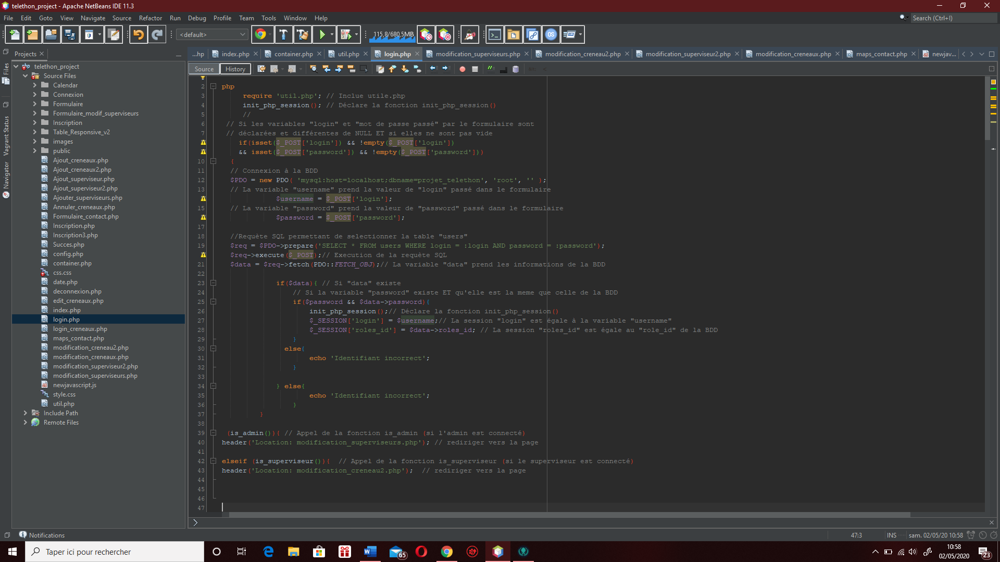 telethon_project - Apache NetBeans IDE 11.3
File Edit Goto View Navigate Source Refactor Run Debug Profile Team Tools Window Help
Search (Ctrl+I)
<default>
115,8/680,5MB
Projects
...hp index.php container.php util.php login.php modification_superviseurs.php modification_creneau2.php modification_superviseur2.php modification_creneaux.php maps_contact.php newjav...
Source History
Files
Vagrant Status
Navigator
telethon_project
Source Files
Calendar
Connexion
Formulaire
Formulaire_modif_superviseurs
Inscription
Table_Responsive_v2
images
public
Ajout_creneaux.php
Ajout_creneaux2.php
Ajout_superviseur.php
Ajout_superviseur2.php
Ajouter_superviseurs.php
Annuler_creneaux.php
Formulaire_contact.php
Inscription.php
Inscription3.php
Succes.php
config.php
container.php
css.css
date.php
deconnexion.php
edit_creneaux.php
index.php
login.php
login_creneaux.php
maps_contact.php
modification_creneau2.php
modification_creneaux.php
modification_superviseur2.php
modification_superviseurs.php
newjavascript.js
style.css
util.php
Include Path
Remote Files
2 php
3 require 'util.php'; // Inclue utile.php
4 init_php_session(); // Déclare la fonction init_php_session()
5 //
6 // Si les variables "login" et "mot de passe passé" par le formulaire sont
7 // déclarées et différentes de NULL ET si elles ne sont pas vide
if(isset($_POST['login']) && !empty($_POST['login'])
&& isset($_POST['password']) && !empty($_POST['password']))
10 {
11 // Connexion à la BDD
12 $PDO = new PDO( 'mysql:host=localhost;dbname=projet_telethon', 'root', '' );
13 // La variable "username" prend la valeur de "login" passé dans le formulaire
$username = $_POST['login'];
15 // La variable "password" prend la valeur de "password" passé dans le formulaire
$password = $_POST['password'];
17
18 //Requète SQL permettant de selectionner la table "users"
19 $req = $PDO->prepare('SELECT * FROM users WHERE login = :login AND password = :password');
$req->execute($_POST);// Execution de la requète SQL
21 $data = $req->fetch(PDO::FETCH_OBJ);// La variable "data" prend les informations de la BDD
22
23 if($data){ // Si "data" existe
24 // Si la variable "password" existe ET qu'elle est la meme que celle de la BDD
25 if($password && $data->password){
26 init_php_session();// Déclare la fonction init_php_session()
27 $_SESSION['login'] = $username;// La session "login" est égale à la variable "username"
28 $_SESSION['roles_id'] = $data->roles_id; // La session "roles_id" est égale au "role_id" de la BDD
29 }
30 else{
31 echo 'Identifiant incorrect';
32 }
33
34 } else{
35 echo 'Identifiant incorrect';
36 }
37 }
38
39 (is_admin()){ // Appel de la fonction is_admin (si l'admin est connecté)
40 header('Location: modification_superviseurs.php'); // rediriger vers la page
41
42 elseif (is_superviseur()){ // Appel de la fonction is_superviseur (si le superviseur est connecté)
43 header('Location: modification_creneau2.php'); // rediriger vers la page
44
45
46
47
Notifications
47:3 INS sam. 02/05/20 10:58
Taper ici pour rechercher
65
10:58
02/05/2020
23